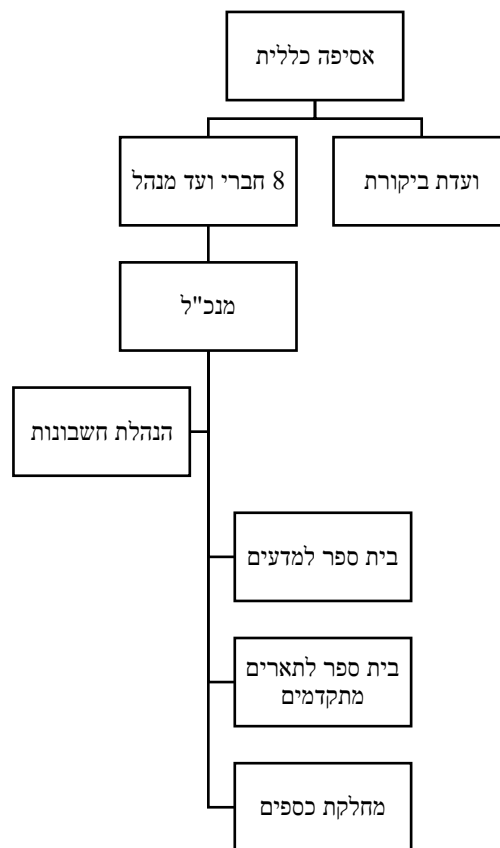 אסיפה כללית
8 חברי ועד מנהל
ועדת ביקורת
מנכ"ל
הנהלת חשבונות
בית ספר למדעים
בית ספר לתארים
מתקדמים
מחלקת כספים